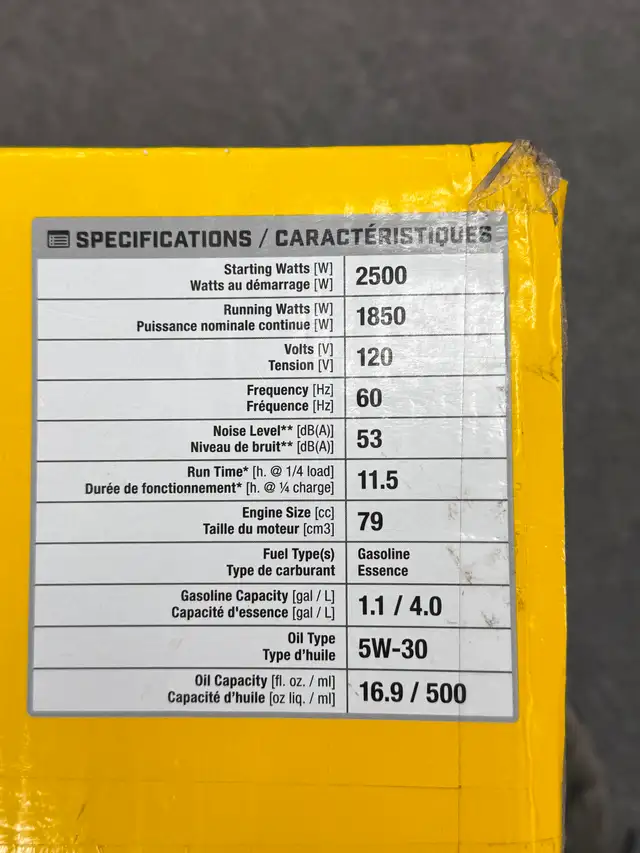 SPECIFICATIONS / CARACTÉRISTIQUES
Starting Watts [W]
Watts au démarrage [W]
2500
Running Watts [W]
Puissance nominale continue [W]
1850
Volts [V]
Tension [V]
120
Frequency [Hz]
Fréquence [Hz]
60
Noise Level** [dB(A)]
Niveau de bruit** [dB(A)]
53
Run Time* [h. @ 1/4 load]
Durée de fonctionnement* [h. @ ¼ charge]
11.5
Engine Size [cc]
Taille du moteur [cm3]
79
Fuel Type(s)
Type de carburant
Gasoline
Essence
Gasoline Capacity [gal / L]
Capacité d'essence [gal / L]
1.1 / 4.0
Oil Type
Type d'huile
5W-30
Oil Capacity [fl. oz. / ml]
Capacité d'huile [oz liq. / ml]
16.9 / 500